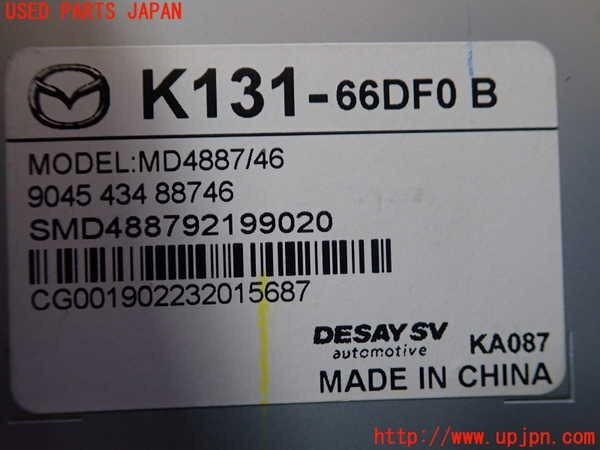 USED PARTS JAPAN
K131-66DF0 B
MODEL:MD4887/46
9045 434 88746
SMD488792199020
CG001902232015687
DESAY SV
automotive
KA087
MADE IN CHINA
http://www.upjpn.com/